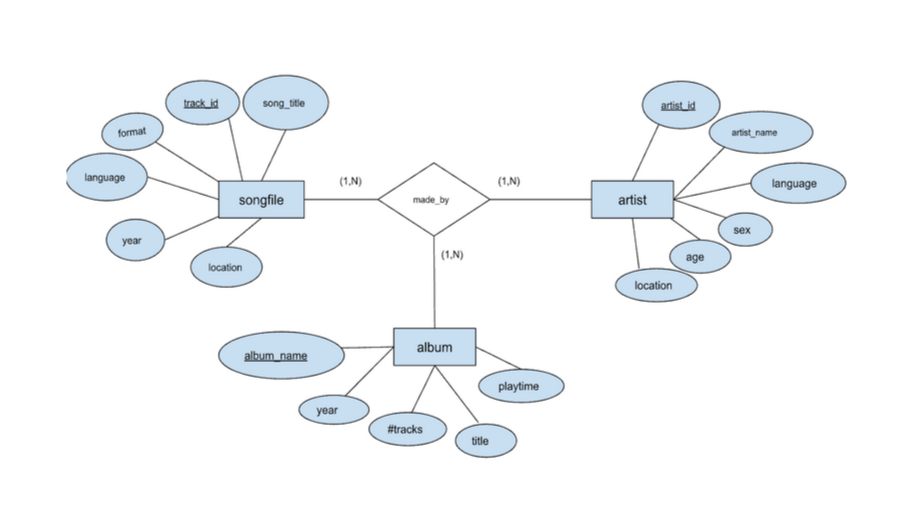 track_id
song_title
format
language
year
location
songfile
(1,N)
made_by
(1,N)
(1,N)
artist_id
artist_name
language
sex
age
location
artist
album
album_name
year
#tracks
title
playtime